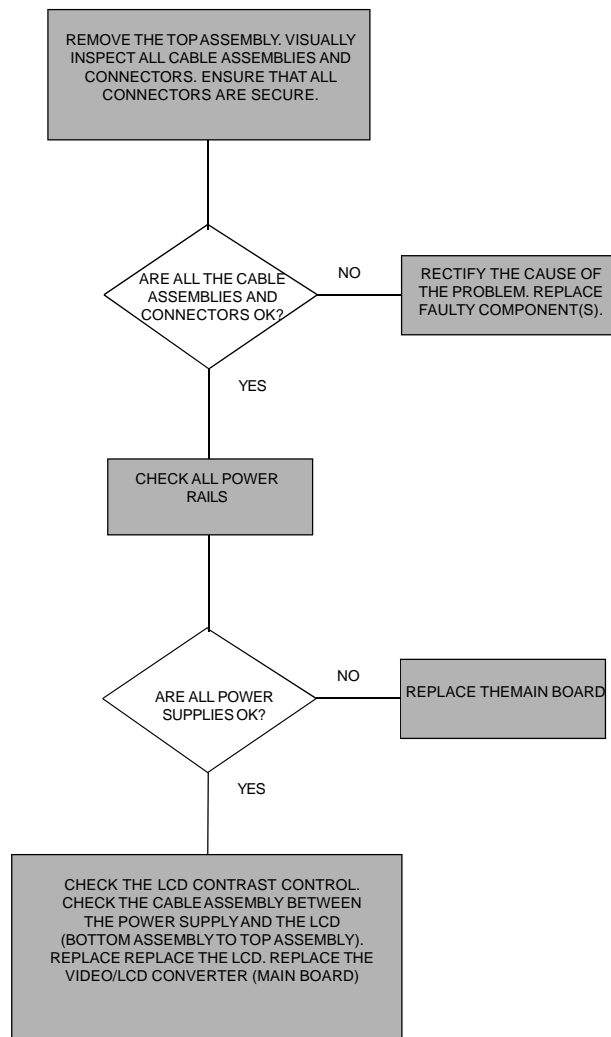 REMOVE THE TOP ASSEMBLY. VISUALLY
INSPECT ALL CABLE ASSEMBLIES AND
CONNECTORS. ENSURE THAT ALL
CONNECTORS ARE SECURE.
ARE ALL THE CABLE
ASSEMBLIES AND
CONNECTORS OK?
NO
RECTIFY THE CAUSE OF
THE PROBLEM. REPLACE
FAULTY COMPONENT(S).
YES
CHECK ALL POWER
RAILS
ARE ALL POWER
SUPPLIES OK?
NO
REPLACE THEMAIN BOARD
YES
CHECK THE LCD CONTRAST CONTROL.
CHECK THE CABLE ASSEMBLY BETWEEN
THE POWER SUPPLY AND THE LCD
(BOTTOM ASSEMBLY TO TOP ASSEMBLY).
REPLACE REPLACE THE LCD. REPLACE THE
VIDEO/LCD CONVERTER (MAIN BOARD)